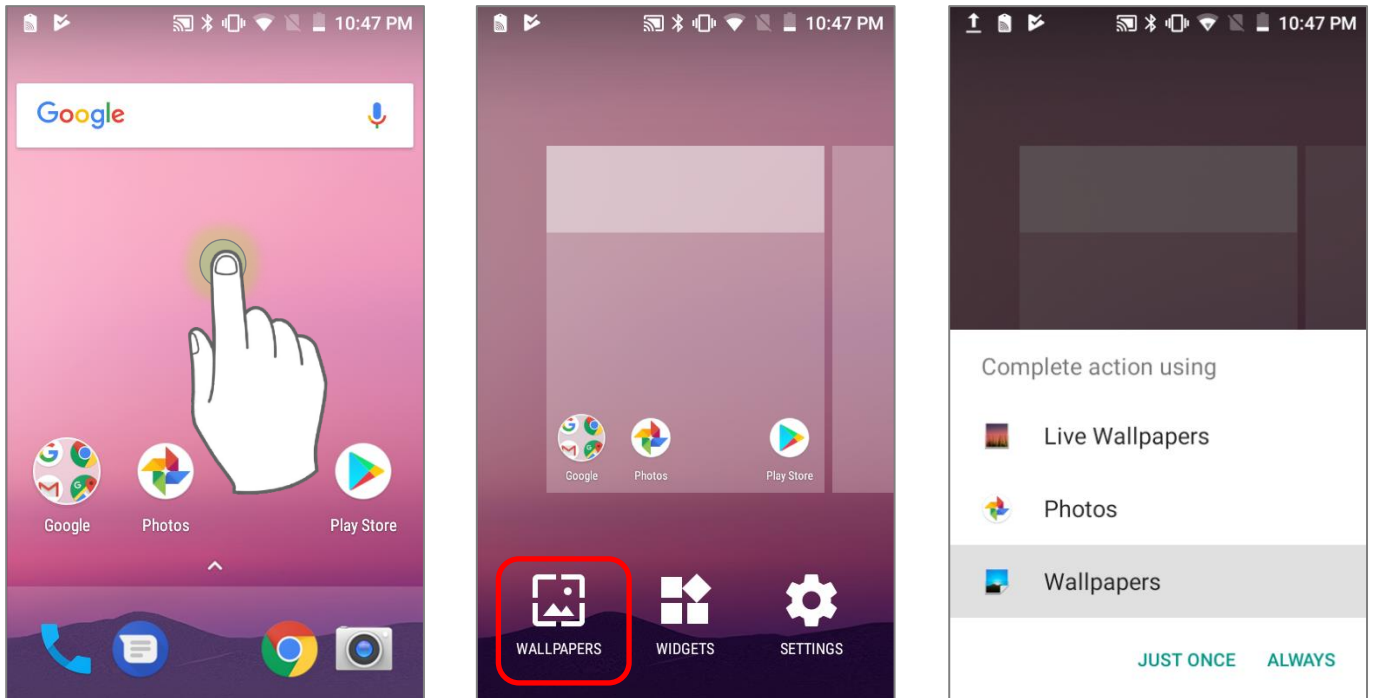 10:47 PM
Google
Google
Photos
Play Store
10:47 PM
Google
Photos
Play Store
WALLPAPERS
WIDGETS
SETTINGS
10:47 PM
Complete action using
Live Wallpapers
Photos
Wallpapers
JUST ONCE ALWAYS